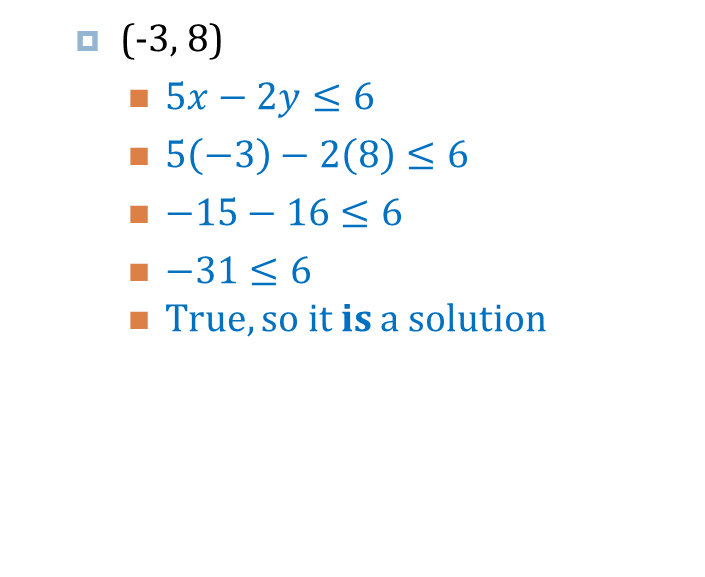 (-3, 8)
5x − 2y ≤ 6
5(−3) − 2(8) ≤ 6
−15 − 16 ≤ 6
−31 ≤ 6
True, so it is a solution